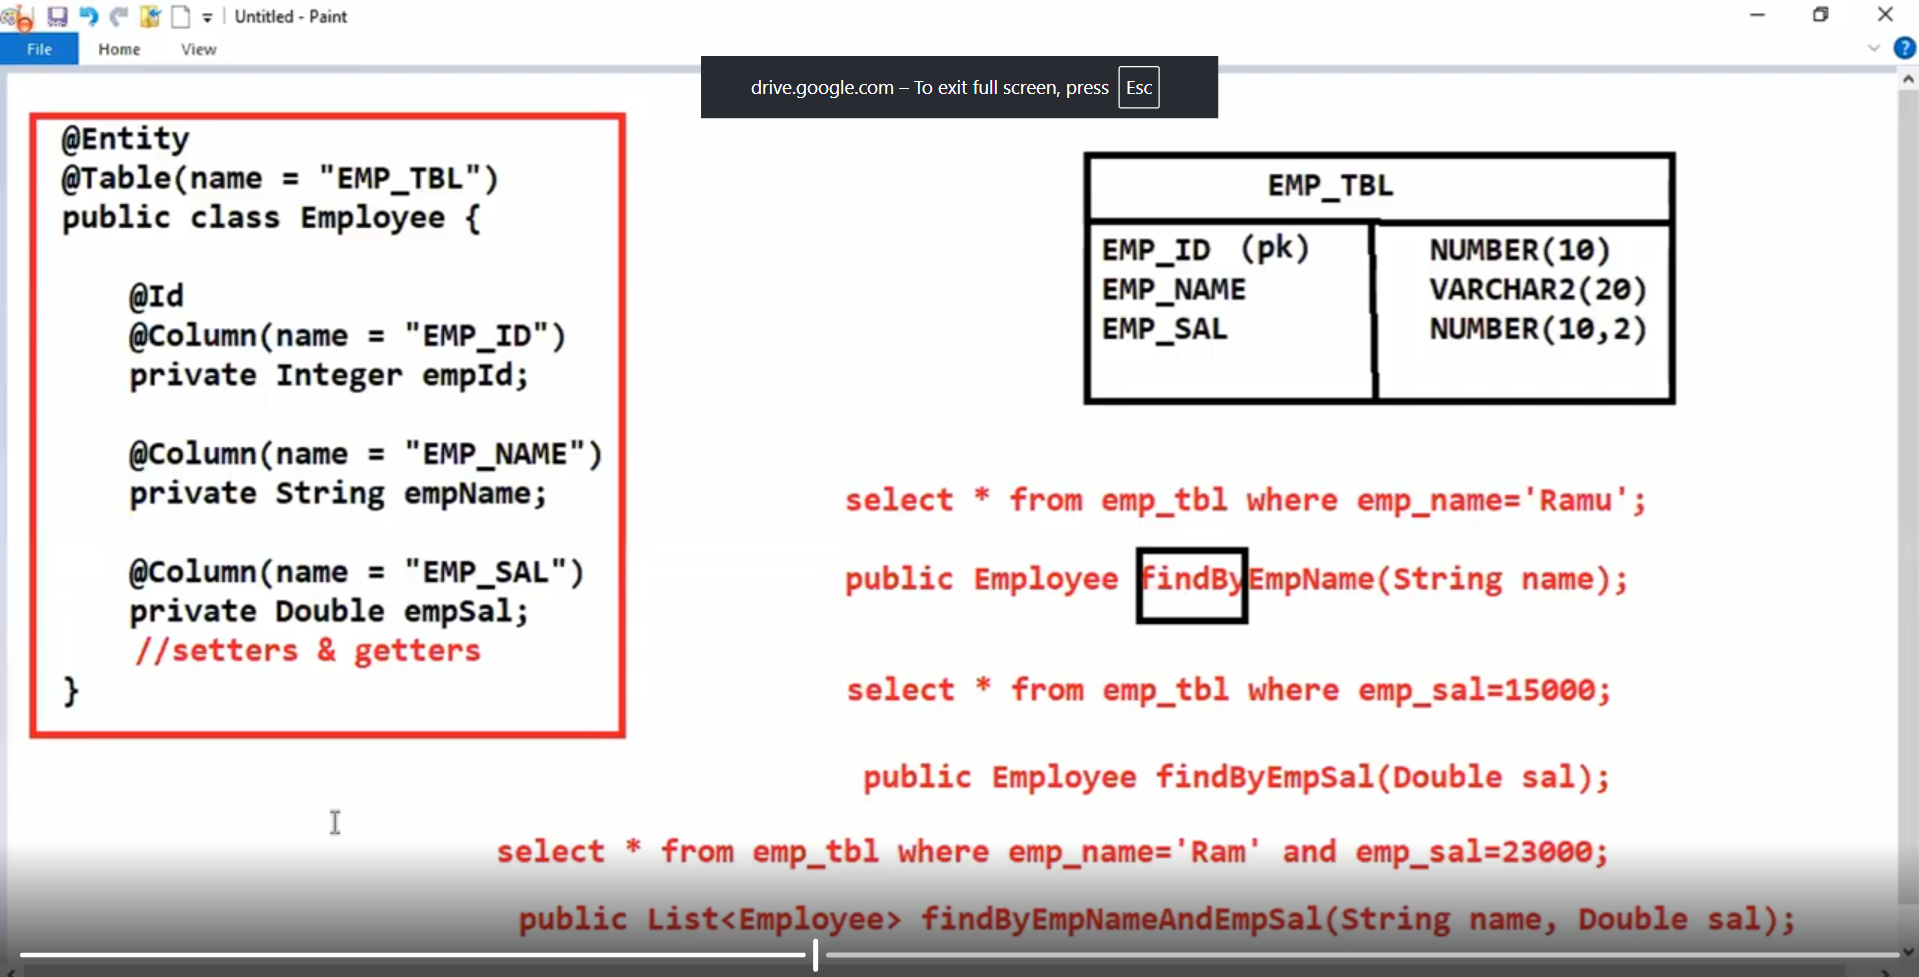 Untitled - Paint
File Home View
drive.google.com – To exit full screen, press Esc
@Entity
@Table(name = "EMP_TBL")
public class Employee {
@Id
@Column(name = "EMP_ID")
private Integer empId;
@Column(name = "EMP_NAME")
private String empName;
@Column(name = "EMP_SAL")
private Double empSal;
//setters & getters
}
EMP_TBL
EMP_ID (pk) NUMBER(10)
EMP_NAME VARCHAR2(20)
EMP_SAL NUMBER(10,2)
select * from emp_tbl where emp_name='Ramu';
public Employee findByEmpName(String name);
select * from emp_tbl where emp_sal=15000;
public Employee findByEmpSal(Double sal);
select * from emp_tbl where emp_name='Ram' and emp_sal=23000;
public List<Employee> findByEmpNameAndEmpSal(String name, Double sal);